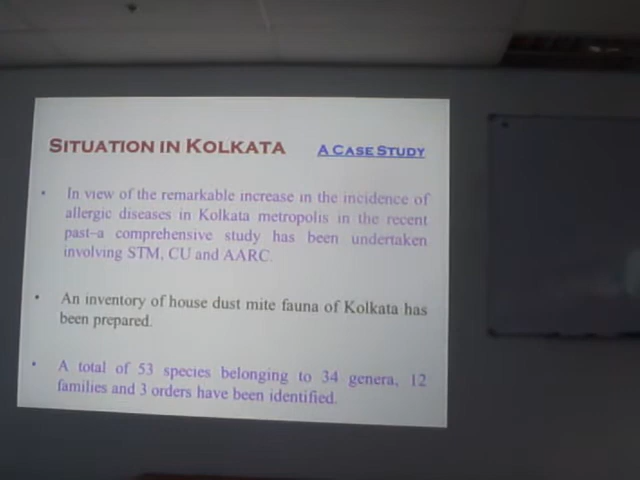 SITUATION IN KOLKATA A CASE STUDY
• In view of the remarkable increase in the incidence of
allergic diseases in Kolkata metropolis in the recent
past–a comprehensive study has been undertaken
involving STM, CU and AARC.
• An inventory of house dust mite fauna of Kolkata has
been prepared.
• A total of 53 species belonging to 34 genera, 12
families and 3 orders have been identified.